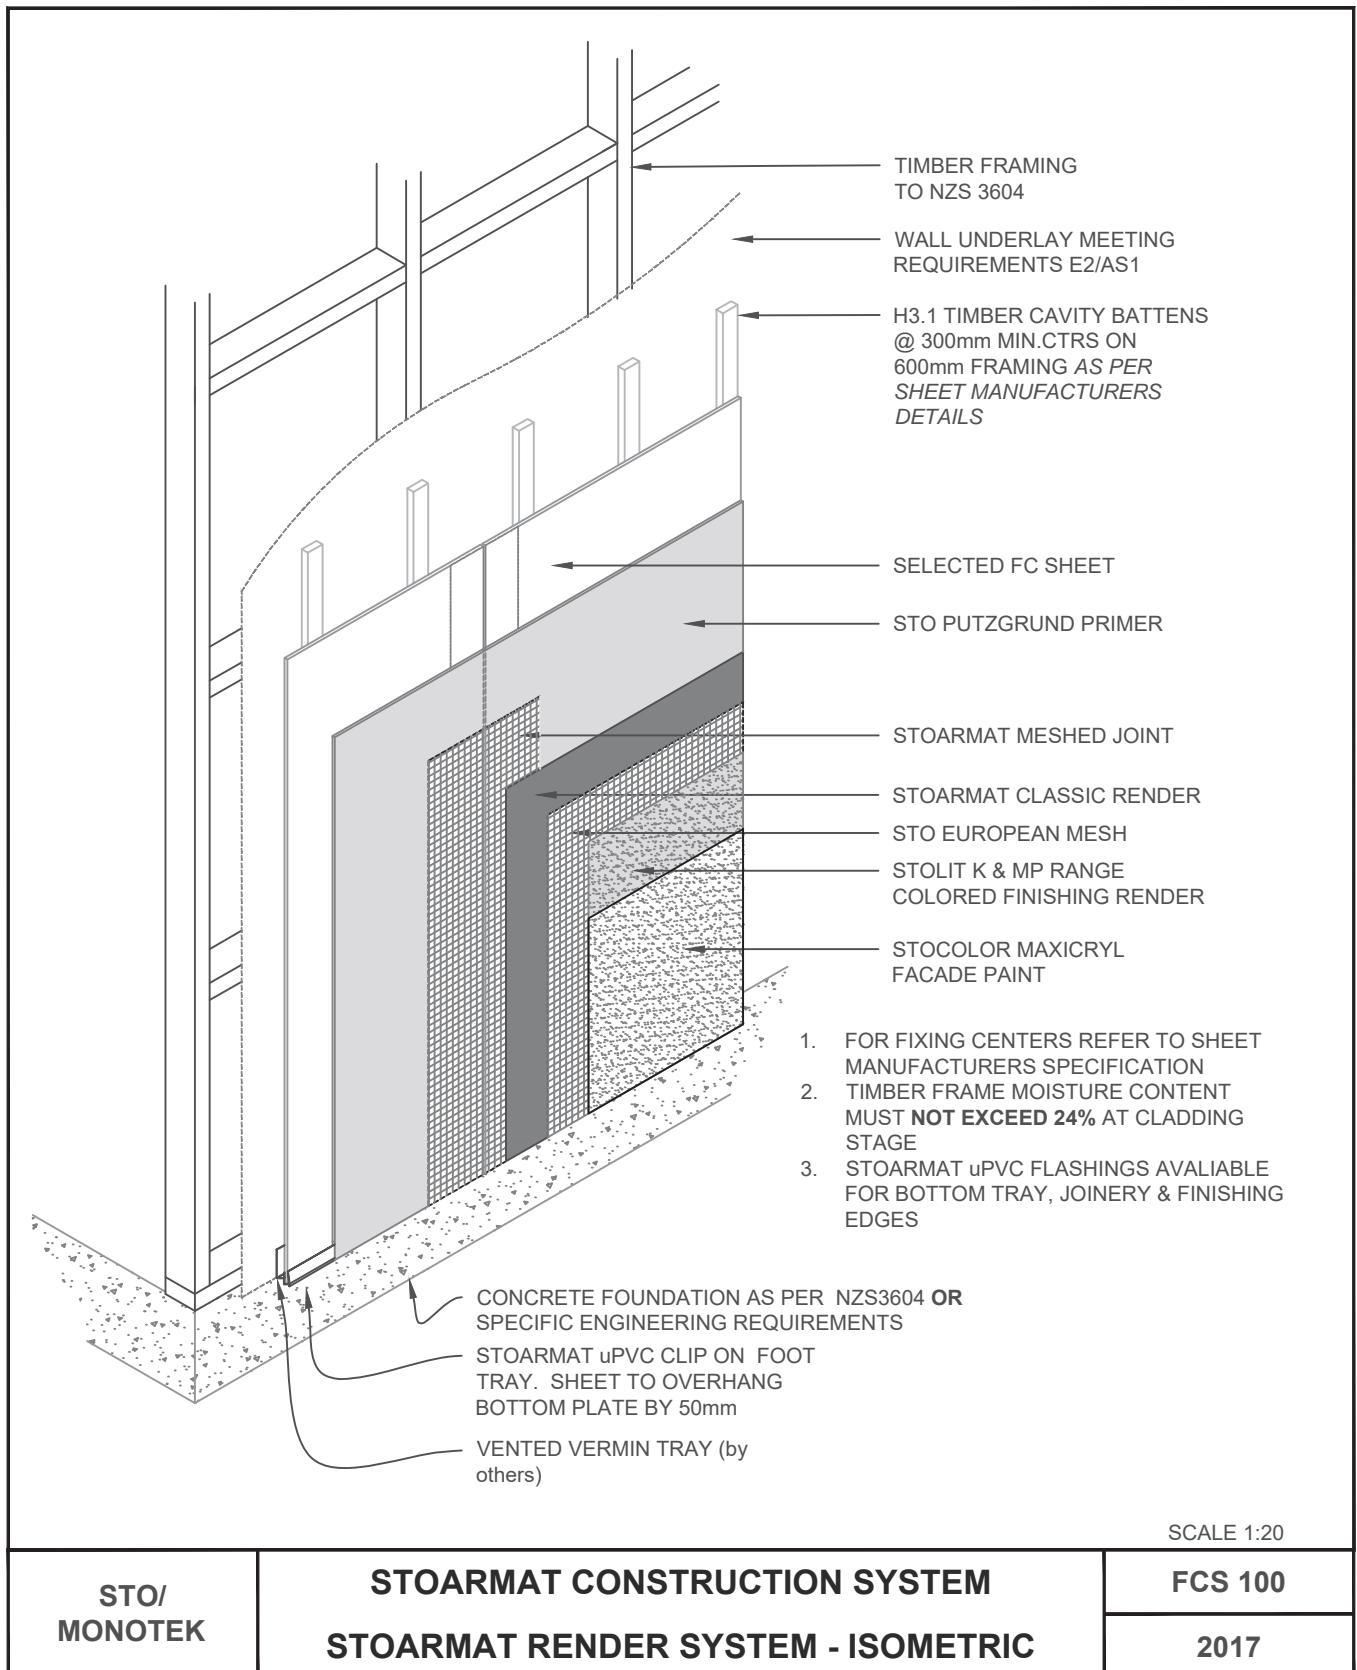 TIMBER FRAMING
TO NZS 3604
WALL UNDERLAY MEETING
REQUIREMENTS E2/AS1
H3.1 TIMBER CAVITY BATTENS
@ 300mm MIN.CTRS ON
600mm FRAMING AS PER
SHEET MANUFACTURERS
DETAILS
SELECTED FC SHEET
STO PUTZGRUND PRIMER
STOARMAT MESHED JOINT
STOARMAT CLASSIC RENDER
STO EUROPEAN MESH
STOLIT K & MP RANGE
COLORED FINISHING RENDER
STOCOLOR MAXICRYL
FACADE PAINT
1. FOR FIXING CENTERS REFER TO SHEET
MANUFACTURERS SPECIFICATION
2. TIMBER FRAME MOISTURE CONTENT
MUST NOT EXCEED 24% AT CLADDING
STAGE
3. STOARMAT uPVC FLASHINGS AVALIABLE
FOR BOTTOM TRAY, JOINERY & FINISHING
EDGES
CONCRETE FOUNDATION AS PER NZS3604 OR
SPECIFIC ENGINEERING REQUIREMENTS
STOARMAT uPVC CLIP ON FOOT
TRAY. SHEET TO OVERHANG
BOTTOM PLATE BY 50mm
VENTED VERMIN TRAY (by
others)
SCALE 1:20
STO/
MONOTEK
STOARMAT CONSTRUCTION SYSTEM
STOARMAT RENDER SYSTEM - ISOMETRIC
FCS 100
2017